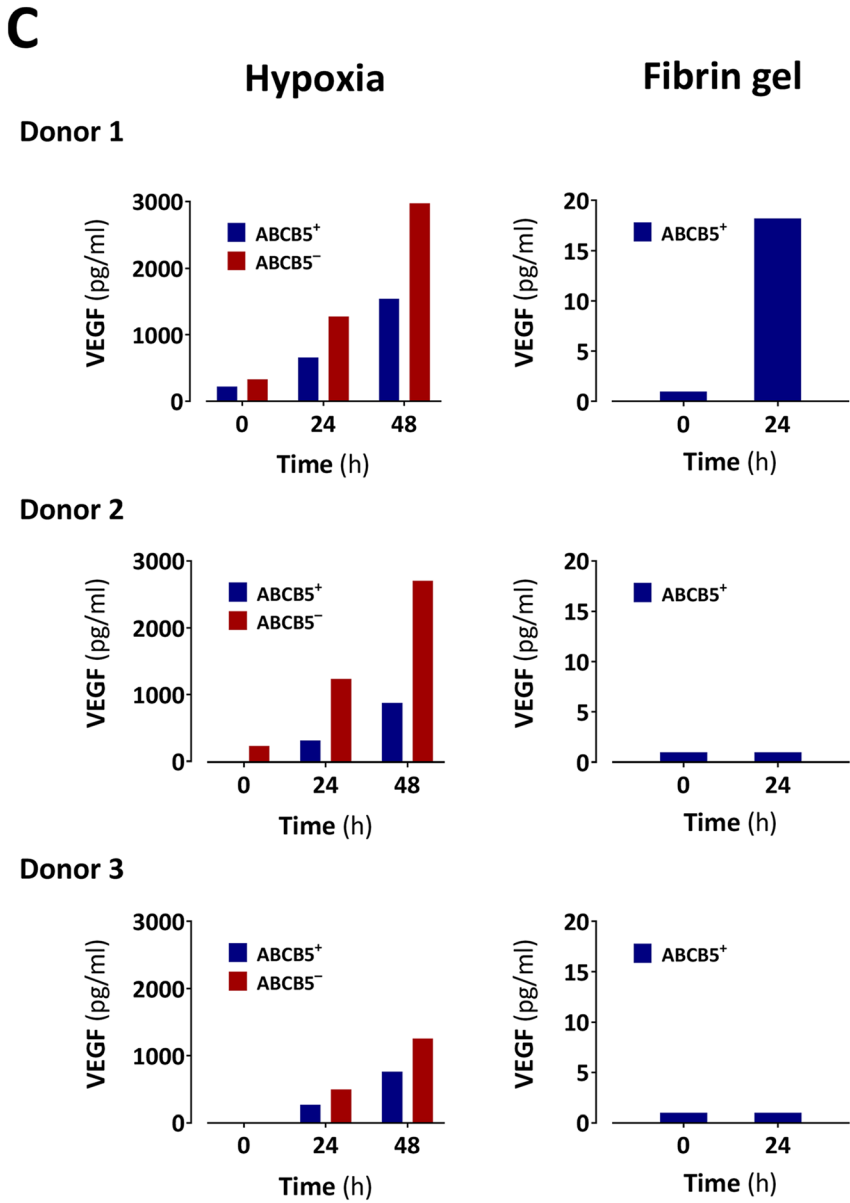 C
Hypoxia
Fibrin gel
Donor 1
3000
2000
1000
0
VEGF (pg/ml)
ABCB5⁺
ABCB5⁻
0 24 48
Time (h)
20
15
10
5
0
VEGF (pg/ml)
ABCB5⁺
0 24
Time (h)
Donor 2
3000
2000
1000
0
VEGF (pg/ml)
ABCB5⁺
ABCB5⁻
0 24 48
Time (h)
20
15
10
5
0
VEGF (pg/ml)
ABCB5⁺
0 24
Time (h)
Donor 3
3000
2000
1000
0
VEGF (pg/ml)
ABCB5⁺
ABCB5⁻
0 24 48
Time (h)
20
15
10
5
0
VEGF (pg/ml)
ABCB5⁺
0 24
Time (h)